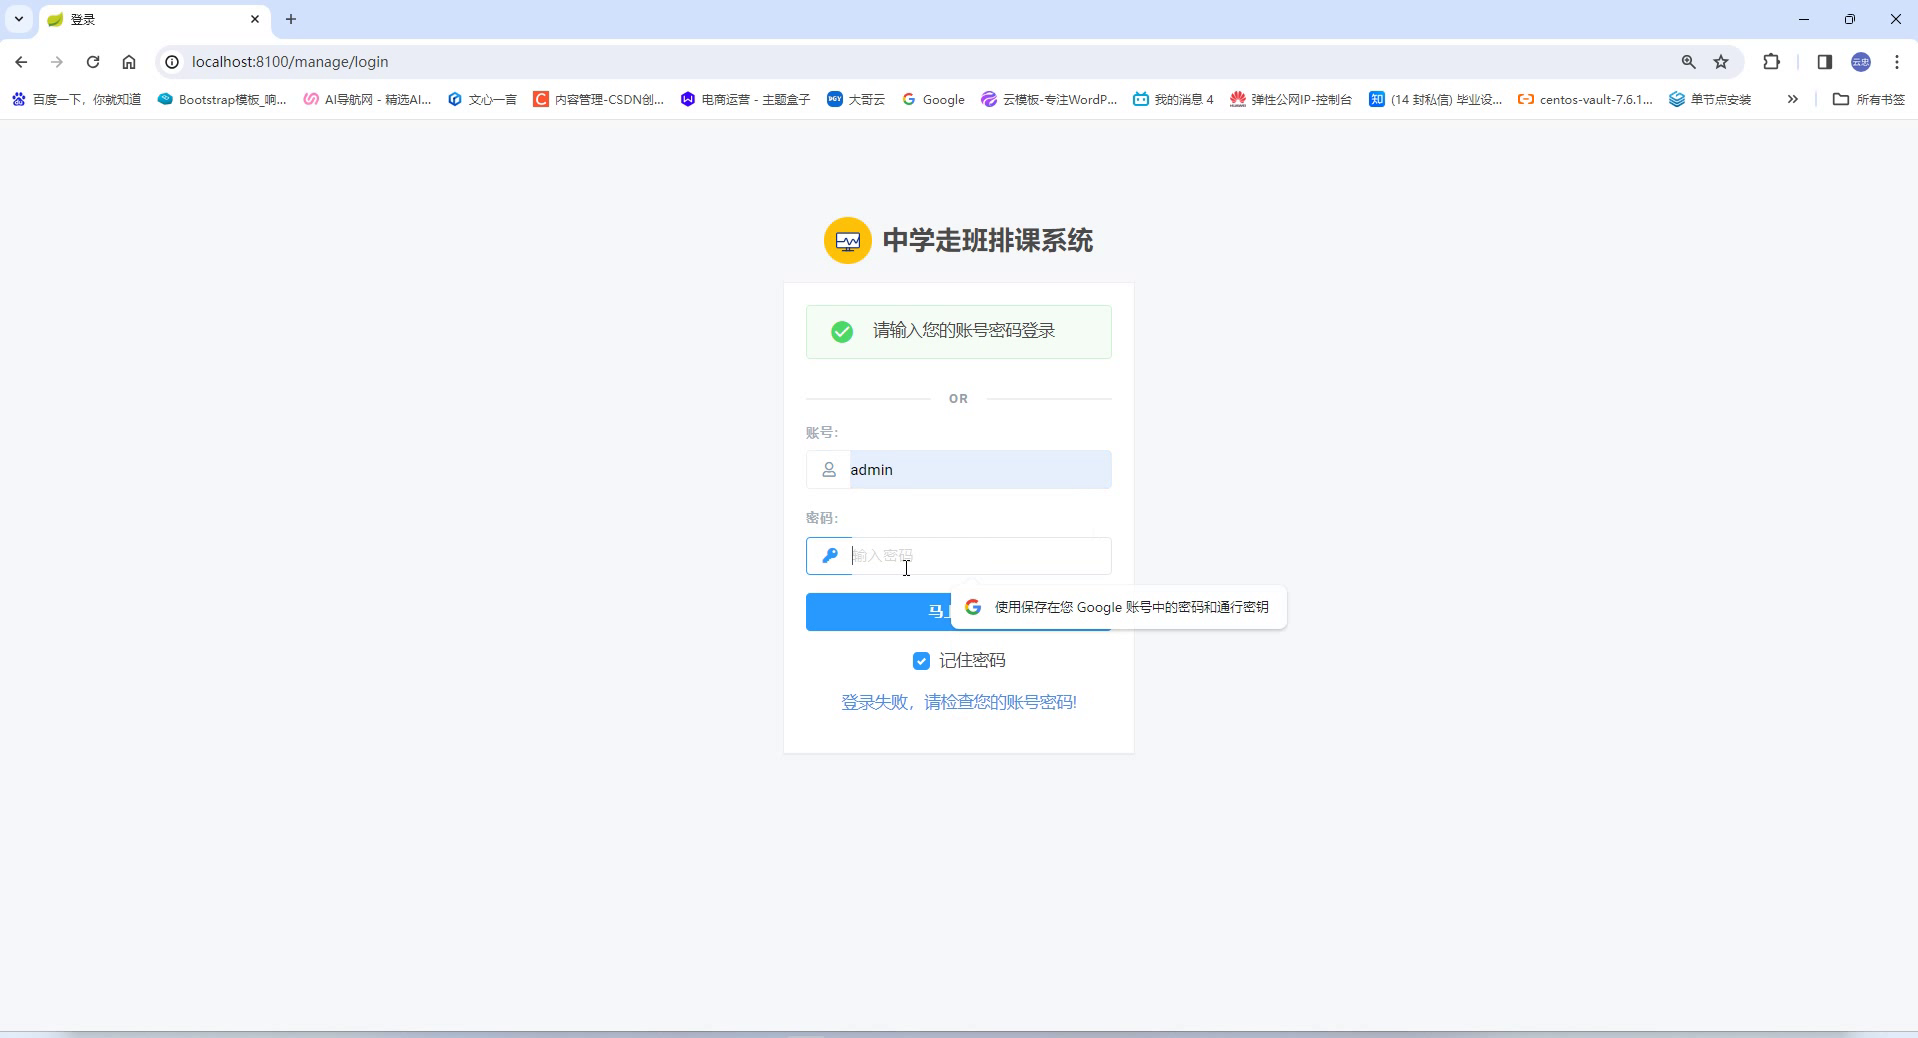 登录
localhost:8100/manage/login
百度一下，你就知道
Bootstrap模板_响...
AI导航网 - 精选AI...
文心一言
内容管理-CSDN创...
电商运营 - 主题盒子
大哥云
Google
云模板-专注WordP...
我的消息 4
弹性公网IP-控制台
(14 封私信) 毕业设...
centos-vault-7.6.1...
单节点安装
所有书签
中学走班排课系统
请输入您的账号密码登录
OR
账号：
admin
密码：
输入密码
马上
使用保存在您 Google 账号中的密码和通行密钥
记住密码
登录失败，请检查您的账号密码!